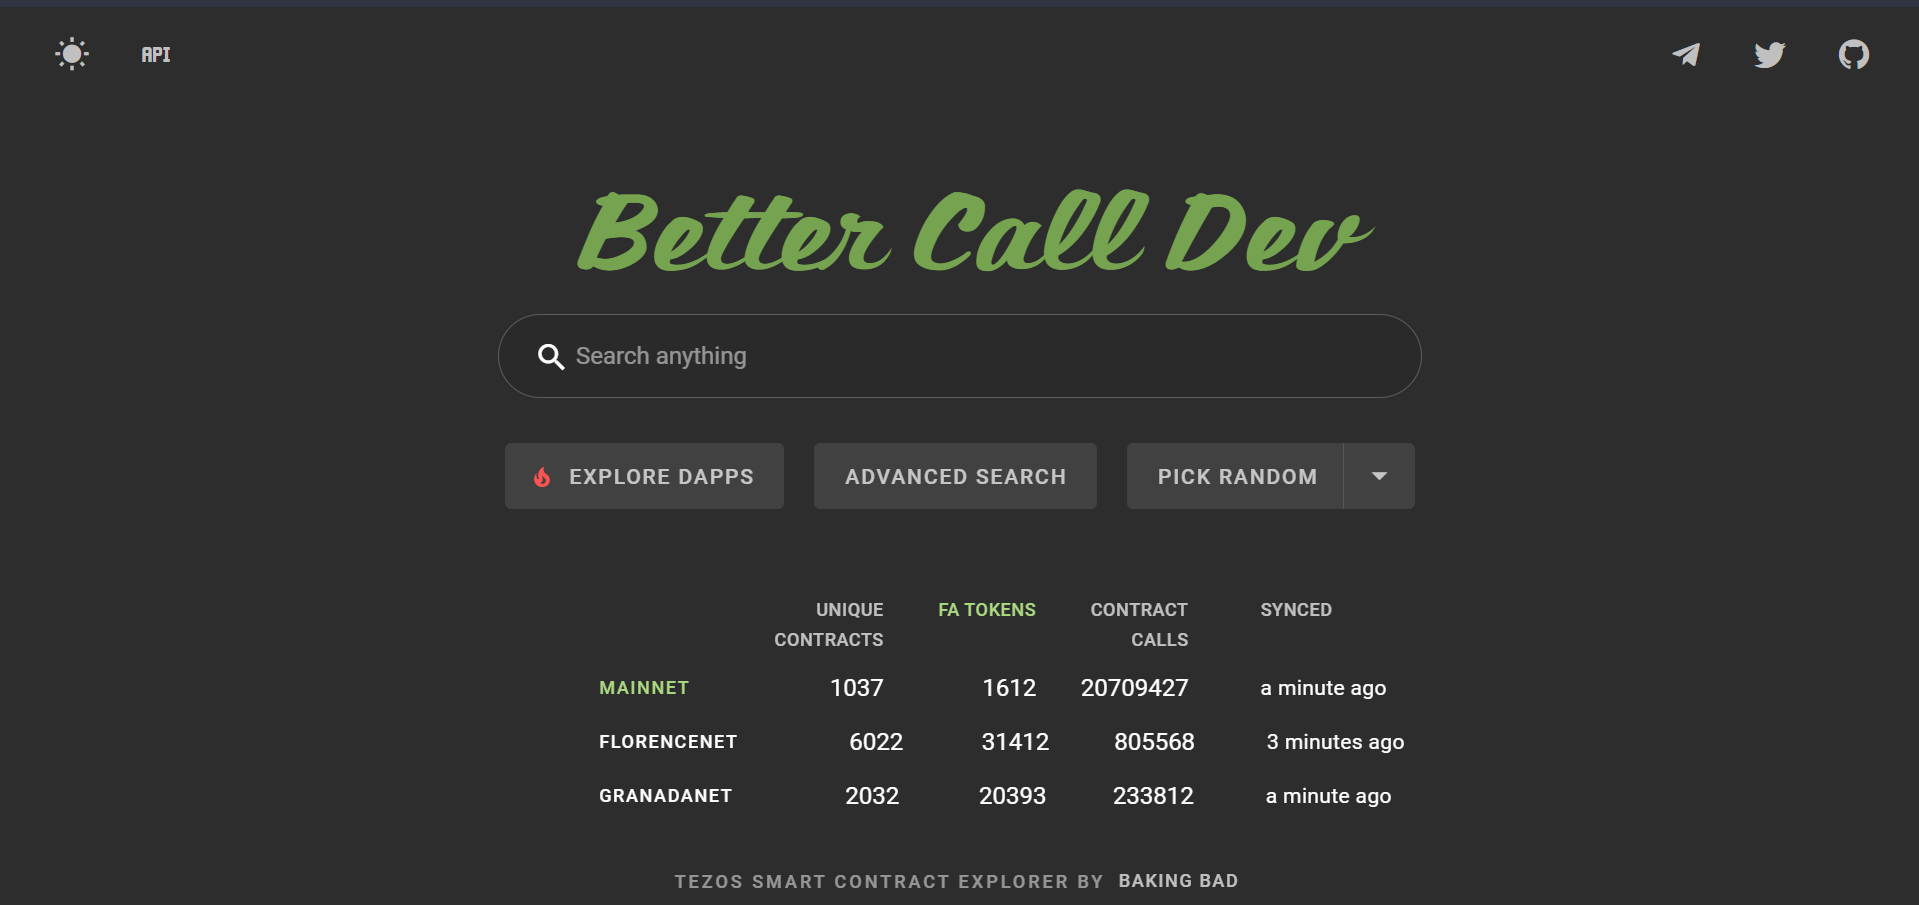 API
Better Call Dev
Search anything
EXPLORE DAPPS ADVANCED SEARCH PICK RANDOM
UNIQUE CONTRACTS FA TOKENS CONTRACT CALLS SYNCED
MAINNET 1037 1612 20709427 a minute ago
FLORENCENET 6022 31412 805568 3 minutes ago
GRANADANET 2032 20393 233812 a minute ago
TEZOS SMART CONTRACT EXPLORER BY BAKING BAD